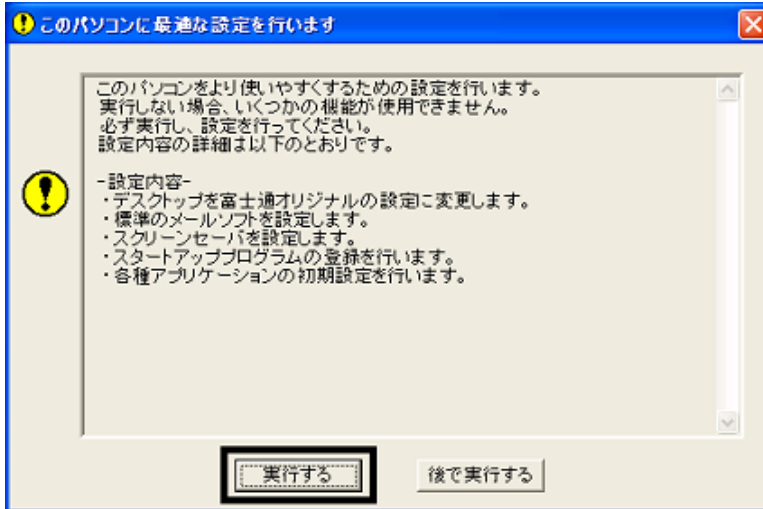 このパソコンに最適な設定を行います
このパソコンをより使いやすくするための設定を行います。
実行しない場合、いくつかの機能が使用できません。
必ず実行し、設定を行ってください。
設定内容の詳細は以下のとおりです。
-設定内容-
・デスクトップを富士通オリジナルの設定に変更します。
・標準のメールソフトを設定します。
・スクリーンセーバを設定します。
・スタートアッププログラムの登録を行います。
・各種アプリケーションの初期設定を行います。
実行する
後で実行する